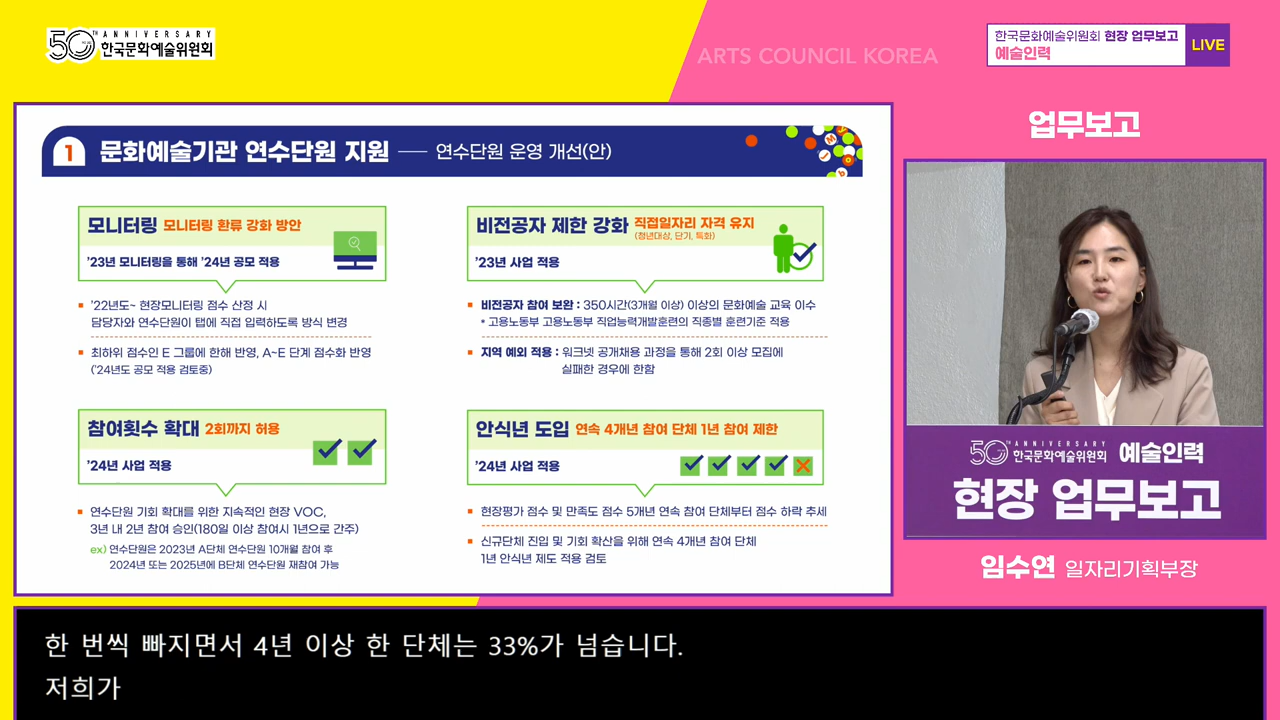 50TH ANNIVERSARY
한국문화예술위원회
ARTS COUNCIL KOREA
한국문화예술위원회 현장 업무보고
예술인력
LIVE
1 문화예술기관 연수단원 지원 — 연수단원 운영 개선(안)
모니터링 모니터링 환류 강화 방안
’23년 모니터링을 통해 ’24년 공모 적용
’22년도~ 현장모니터링 점수 산정 시
담당자와 연수단원이 탭에 직접 입력하도록 방식 변경
최하위 점수인 E 그룹에 한해 반영, A~E 단계 점수화 반영
(’24년도 공모 적용 검토중)
비전공자 제한 강화 직접일자리 자격 유지
(청년대상, 단기, 특화)
’23년 사업 적용
비전공자 참여 보완 : 350시간(3개월 이상) 이상의 문화예술 교육 이수
* 고용노동부 고용노동부 직업능력개발훈련의 직종별 훈련기준 적용
지역 예외 적용 : 워크넷 공개채용 과정을 통해 2회 이상 모집에
실패한 경우에 한함
참여횟수 확대 2회까지 허용
’24년 사업 적용
연수단원 기회 확대를 위한 지속적인 현장 VOC,
3년 내 2년 참여 승인(180일 이상 참여시 1년으로 간주)
ex) 연수단원은 2023년 A단체 연수단원 10개월 참여 후
2024년 또는 2025년에 B단체 연수단원 재참여 가능
안식년 도입 연속 4개년 참여 단체 1년 참여 제한
’24년 사업 적용
현장평가 점수 및 만족도 점수 5개년 연속 참여 단체부터 점수 하락 추세
신규단체 진입 및 기회 확산을 위해 연속 4개년 참여 단체
1년 안식년 제도 적용 검토
업무보고
50TH ANNIVERSARY
한국문화예술위원회 예술인력
현장 업무보고
임수연 일자리기획부장
한 번씩 빠지면서 4년 이상 한 단체는 33%가 넘습니다.
저희가